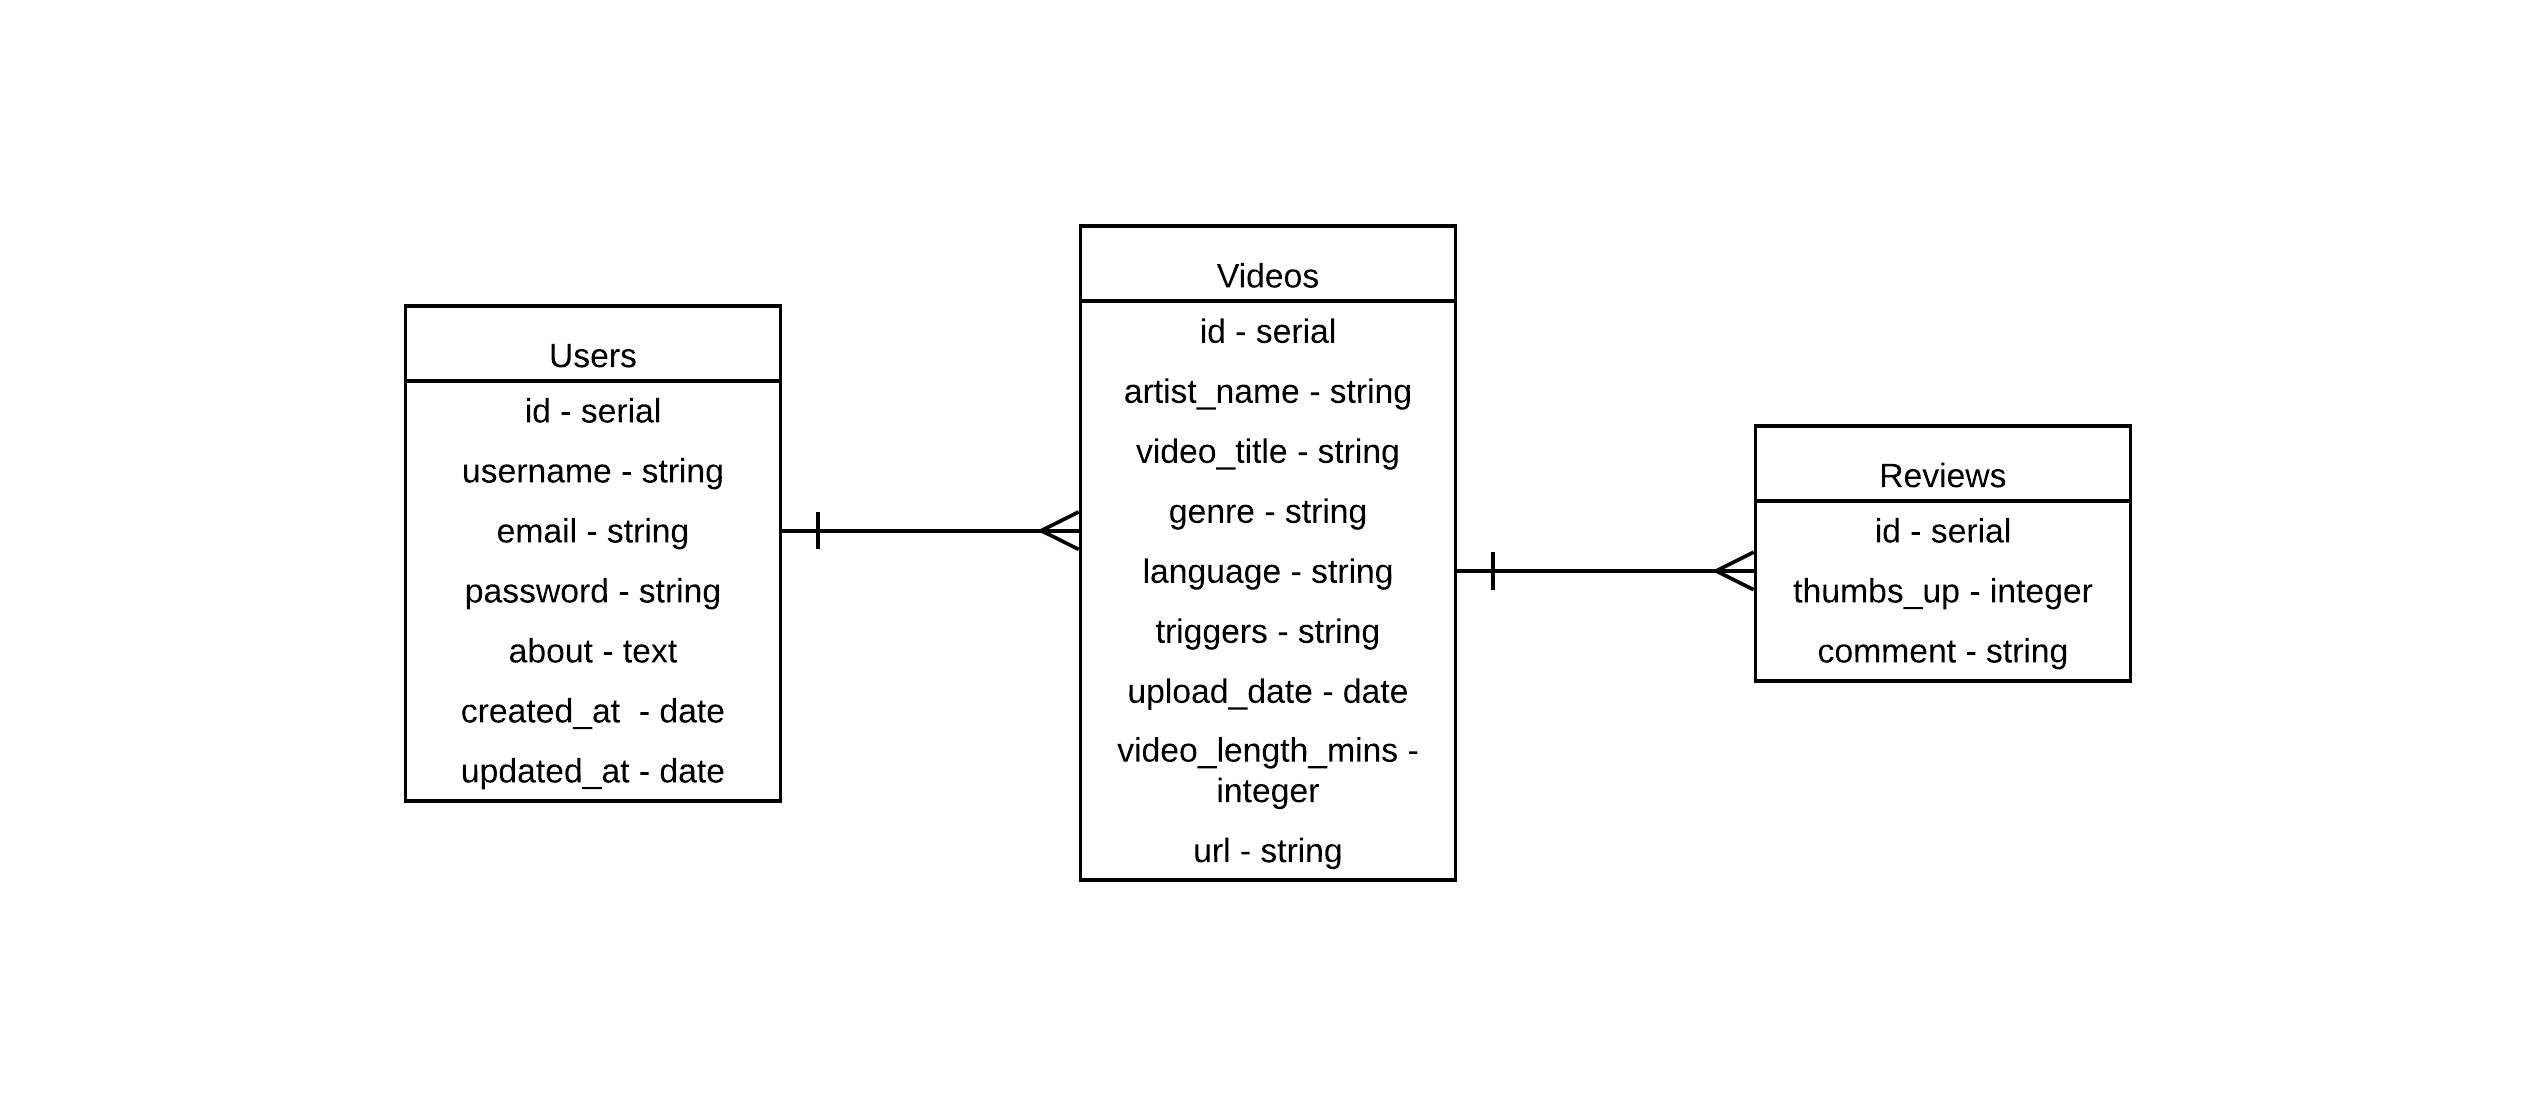 Users
id - serial
username - string
email - string
password - string
about - text
created_at  - date
updated_at - date
Videos
id - serial
artist_name - string
video_title - string
genre - string
language - string
triggers - string
upload_date - date
video_length_mins -
integer
url - string
Reviews
id - serial
thumbs_up - integer
comment - string